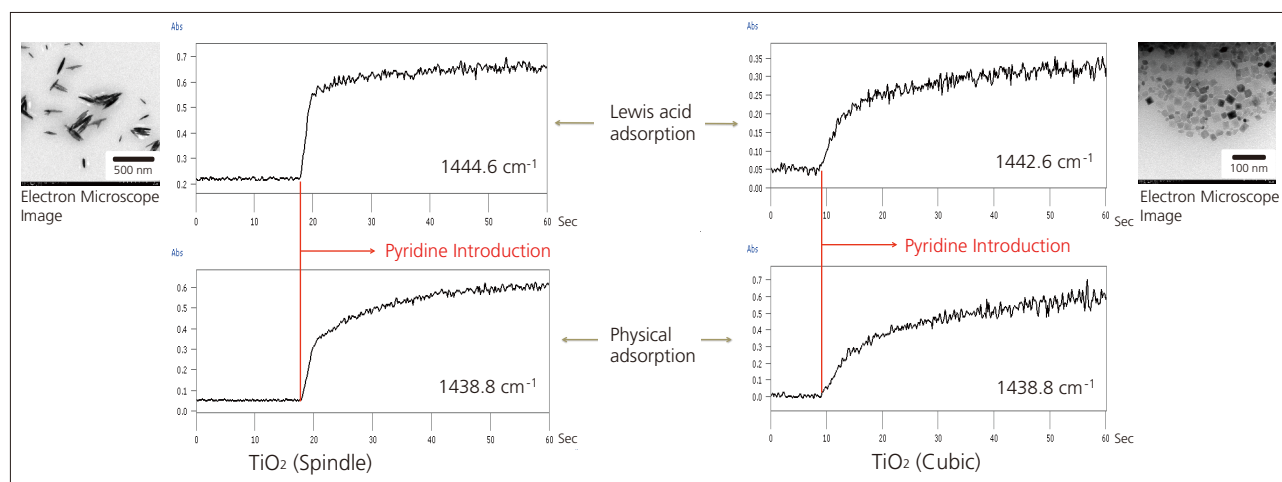 Abs
0.7
0.6
0.5
0.4
0.3
0.2
0
10
20
30
40
50
60
Sec
1444.6 cm-1
500 nm
Electron Microscope
Image
Lewis acid
adsorption
Abs
0.35
0.30
0.25
0.20
0.15
0.10
0.05
0.00
0
10
20
30
40
50
60
Sec
1442.6 cm-1
100 nm
Electron Microscope
Image
Pyridine Introduction
Pyridine Introduction
Abs
0.6
0.5
0.4
0.3
0.2
0.1
0.0
0
10
20
30
40
50
60
Sec
1438.8 cm-1
Physical
adsorption
Abs
0.7
0.6
0.5
0.4
0.3
0.2
0.1
0.0
0
10
20
30
40
50
60
Sec
1438.8 cm-1
TiO2 (Spindle)
TiO2 (Cubic)